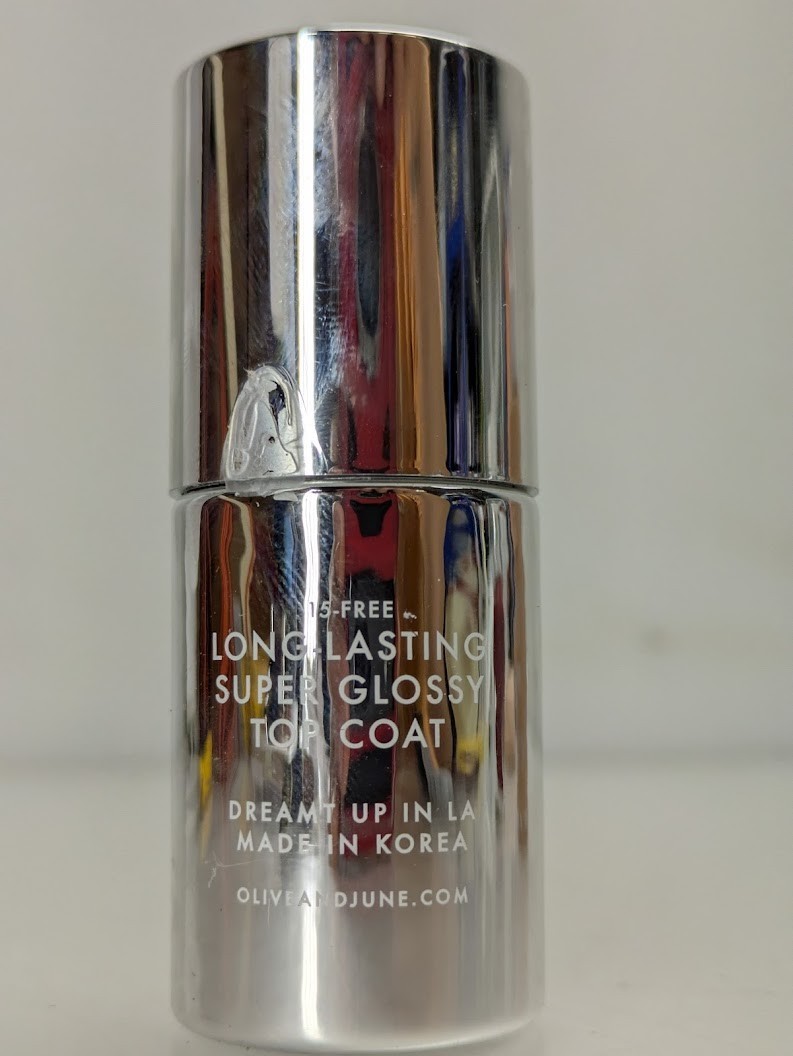 15-FREE
LONG-LASTING
SUPER GLOSSY
TOP COAT
DREAMT UP IN LA
MADE IN KOREA
OLIVEANDJUNE.COM